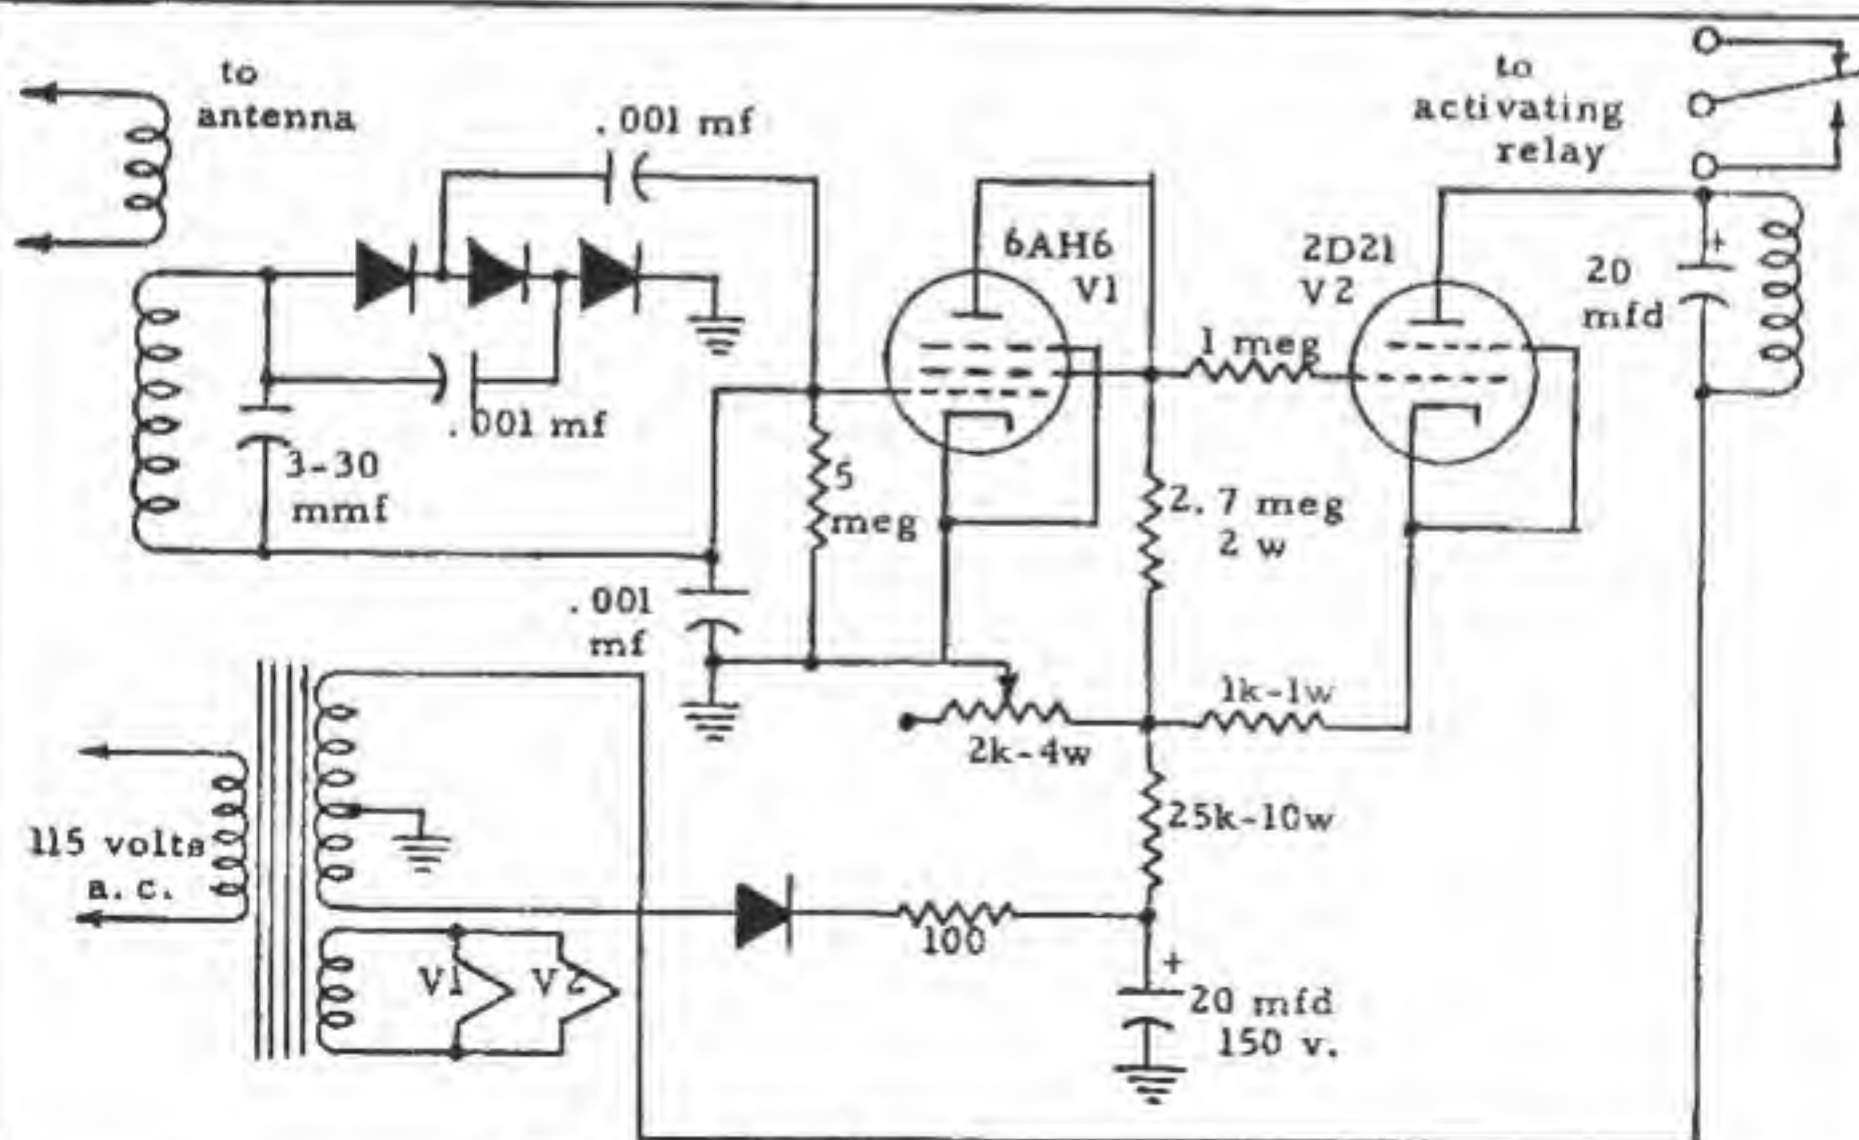 to
antenna
.001 mf
to
activating
relay
6AH6
V1
2D21
V2
20
mfd
1 meg
.001 mf
3-30
mmf
5
meg
2.7 meg
2 w
.001
mf
1k-1w
2k-4w
25k-10w
115 volts
a.c.
100
V1
V2
20 mfd
150 v.